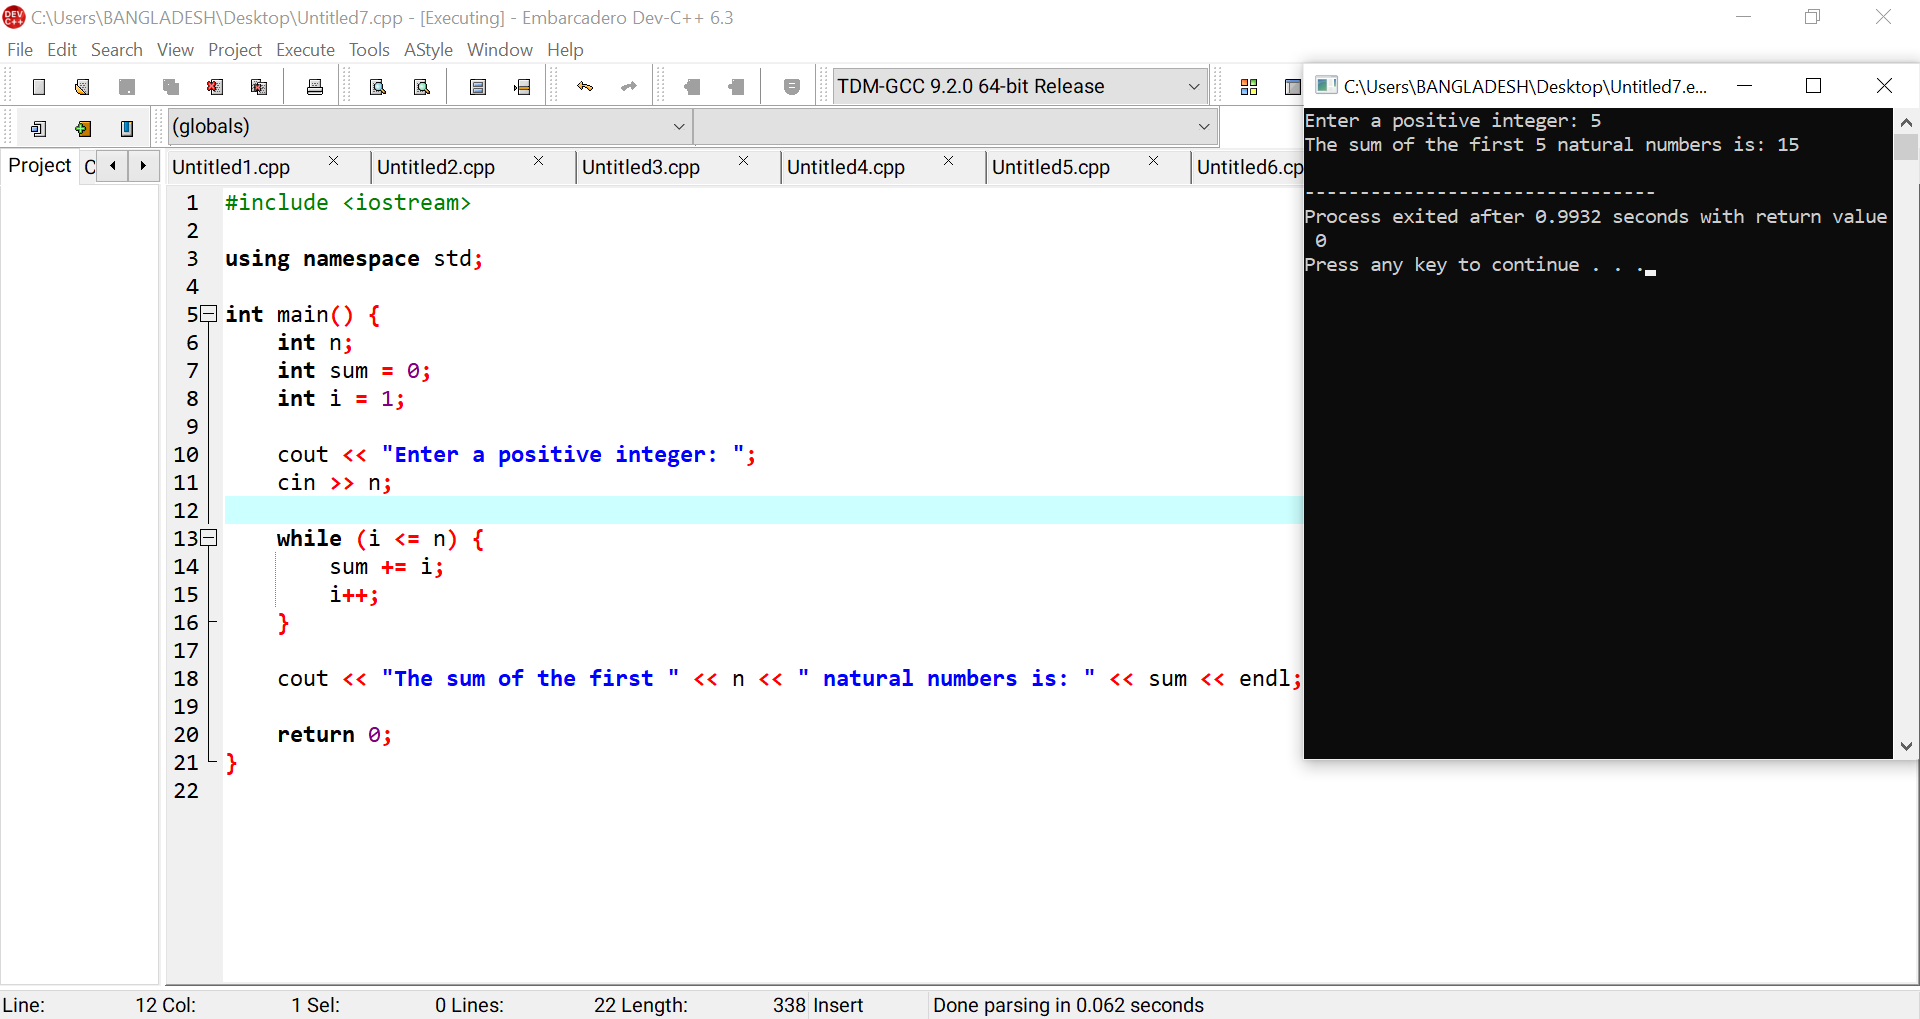 C:\Users\BANGLADESH\Desktop\Untitled7.cpp - [Executing] - Embarcadero Dev-C++ 6.3
File Edit Search View Project Execute Tools AStyle Window Help
TDM-GCC 9.2.0 64-bit Release
(globals)
Project C
Untitled1.cpp Untitled2.cpp Untitled3.cpp Untitled4.cpp Untitled5.cpp Untitled6.cp
1 #include <iostream>
2
3 using namespace std;
4
5 int main() {
6 int n;
7 int sum = 0;
8 int i = 1;
9
10 cout << "Enter a positive integer: ";
11 cin >> n;
12
13 while (i <= n) {
14 sum += i;
15 i++;
16 }
17
18 cout << "The sum of the first " << n << " natural numbers is: " << sum << endl;
19
20 return 0;
21 }
22
C:\Users\BANGLADESH\Desktop\Untitled7.e...
Enter a positive integer: 5
The sum of the first 5 natural numbers is: 15
--------------------------------
Process exited after 0.9932 seconds with return value
0
Press any key to continue . . .
Line: 12 Col: 1 Sel: 0 Lines: 22 Length: 338 Insert Done parsing in 0.062 seconds